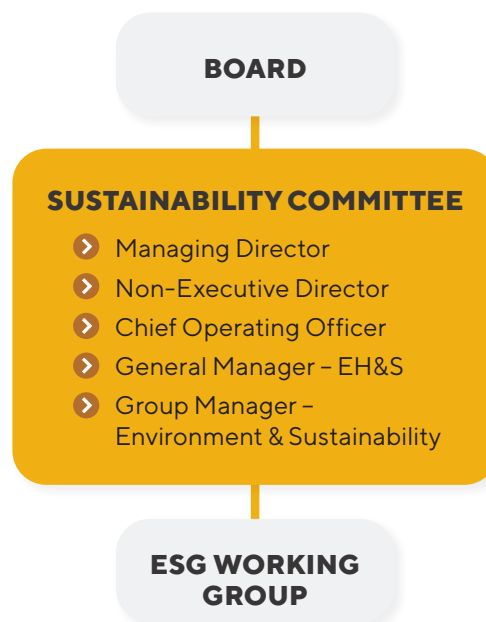 BOARD
SUSTAINABILITY COMMITTEE
Managing Director
Non-Executive Director
Chief Operating Officer
General Manager – EH&S
Group Manager –
Environment & Sustainability
ESG WORKING
GROUP